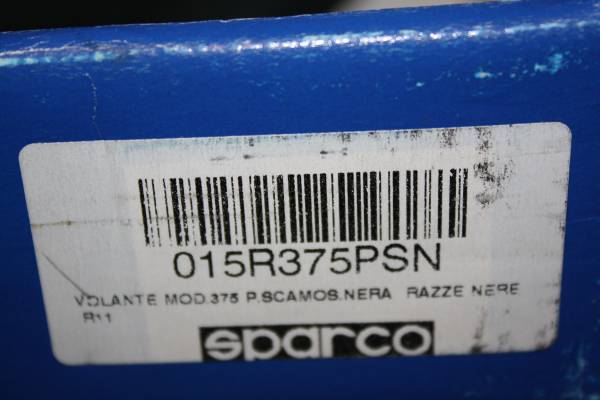 015R375PSN
VOLANTE MOD.375 P.SCAMOS.NERA RAZZE NERE
R11
sparco